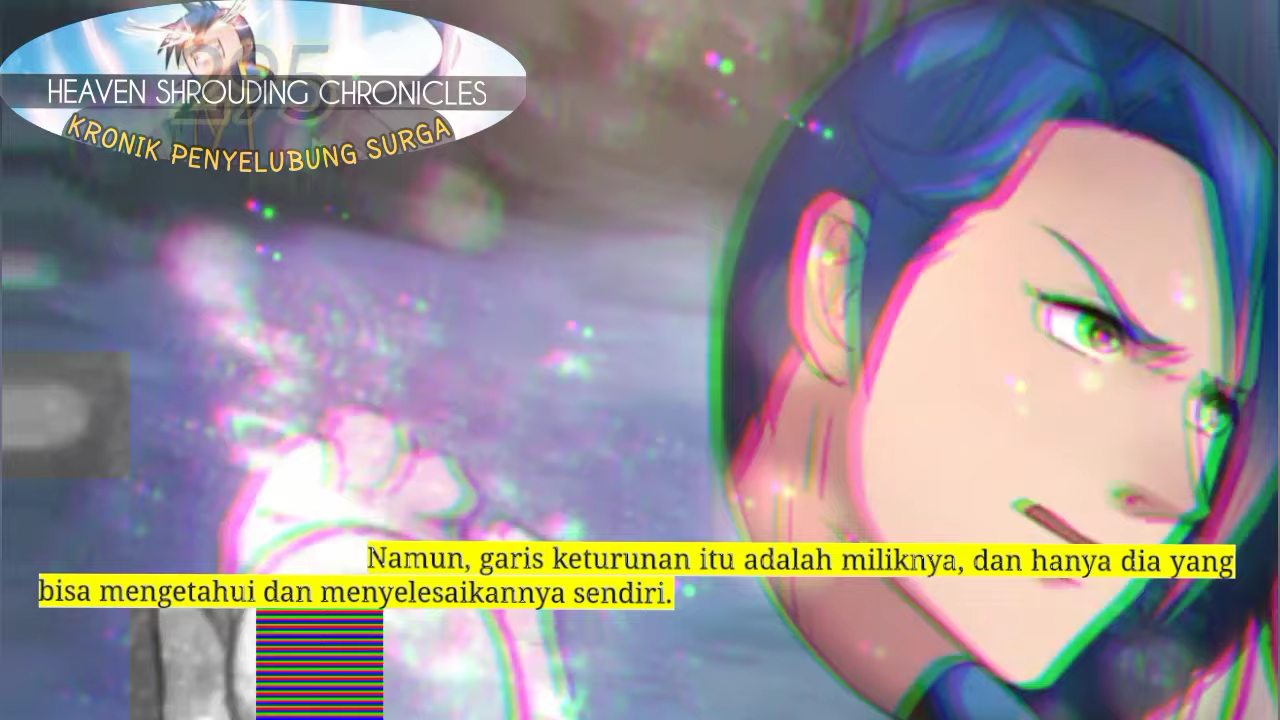 295
HEAVEN SHROUDING CHRONICLES
KRONIK PENYELUBUNG SURGA
Namun, garis keturunan itu adalah miliknya, dan hanya dia yang
bisa mengetahui dan menyelesaikannya sendiri.